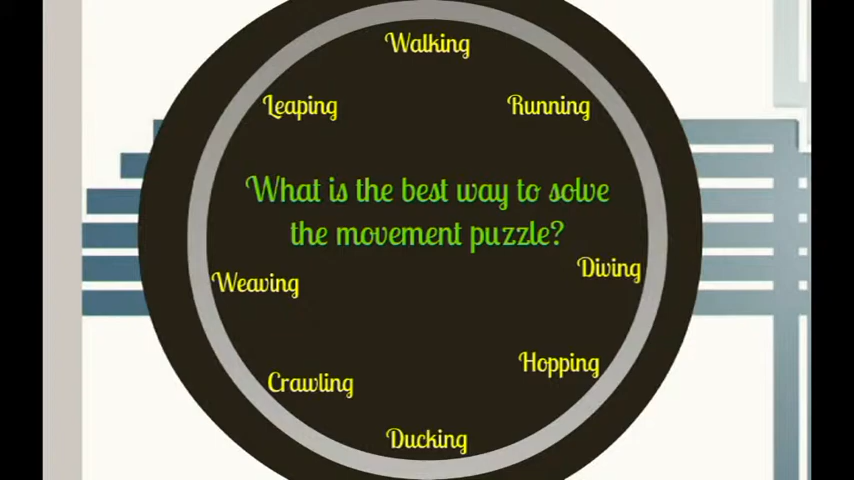 Walking
Leaping
Running
What is the best way to solve
the movement puzzle?
Weaving
Diving
Crawling
Hopping
Ducking